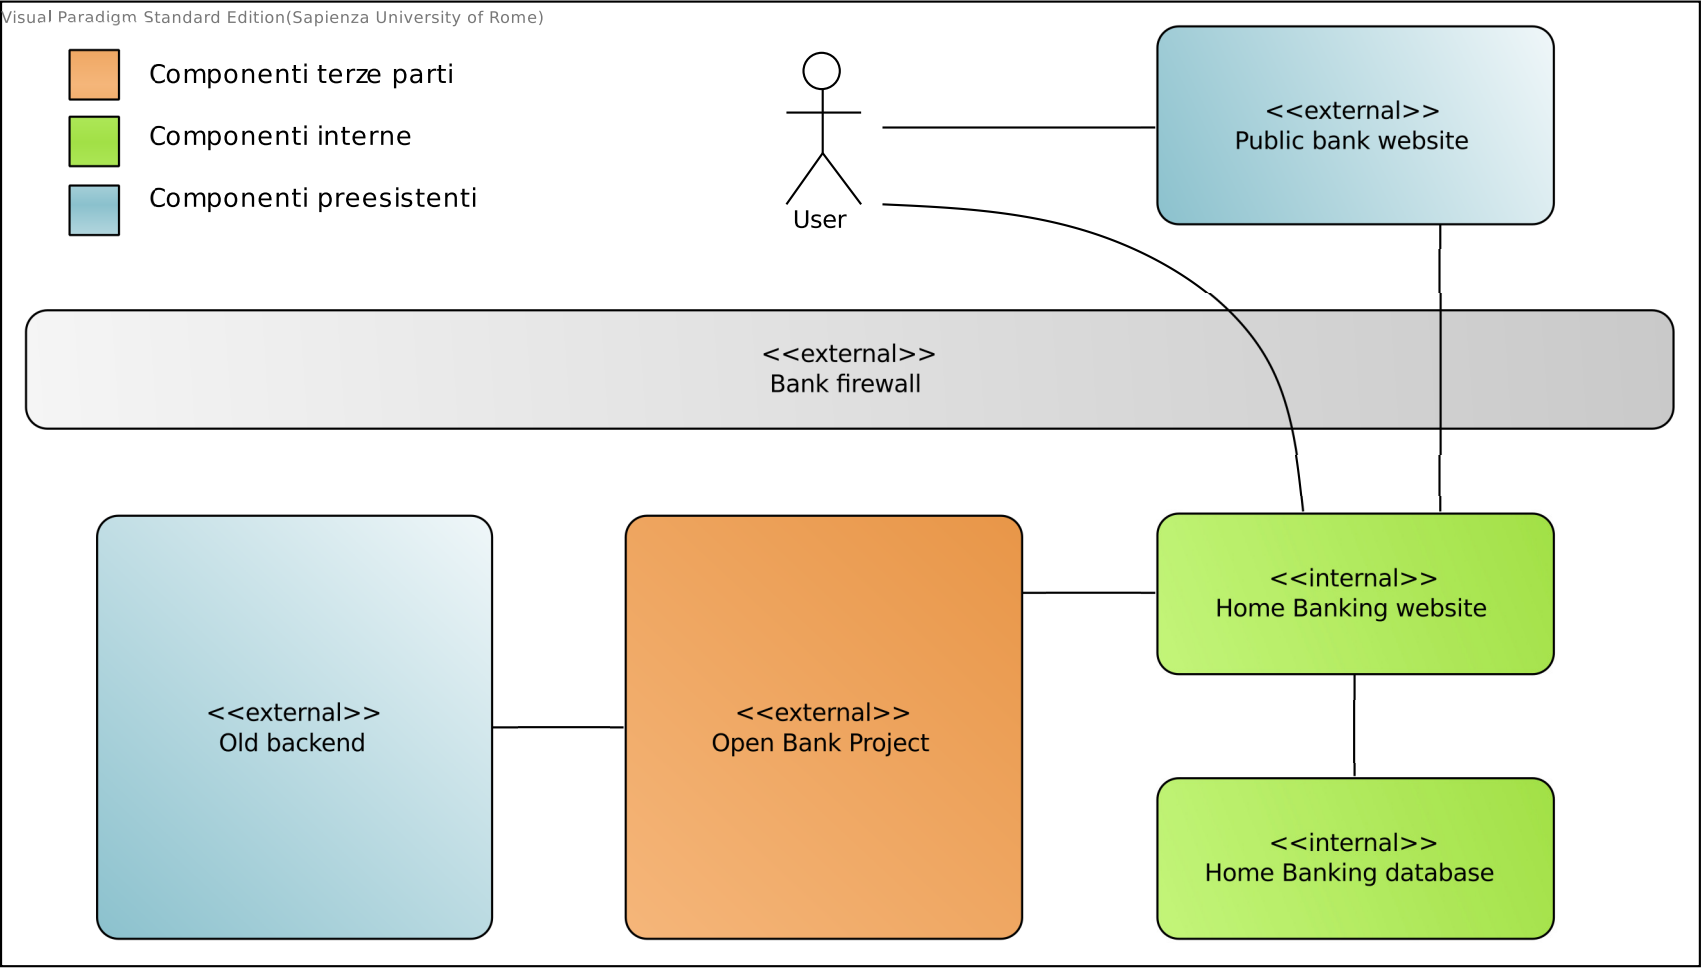 Visual Paradigm Standard Edition(Sapienza University of Rome)
Componenti terze parti
Componenti interne
Componenti preesistenti
User
<<external>>
Public bank website
<<external>>
Bank firewall
<<external>>
Old backend
<<external>>
Open Bank Project
<<internal>>
Home Banking website
<<internal>>
Home Banking database